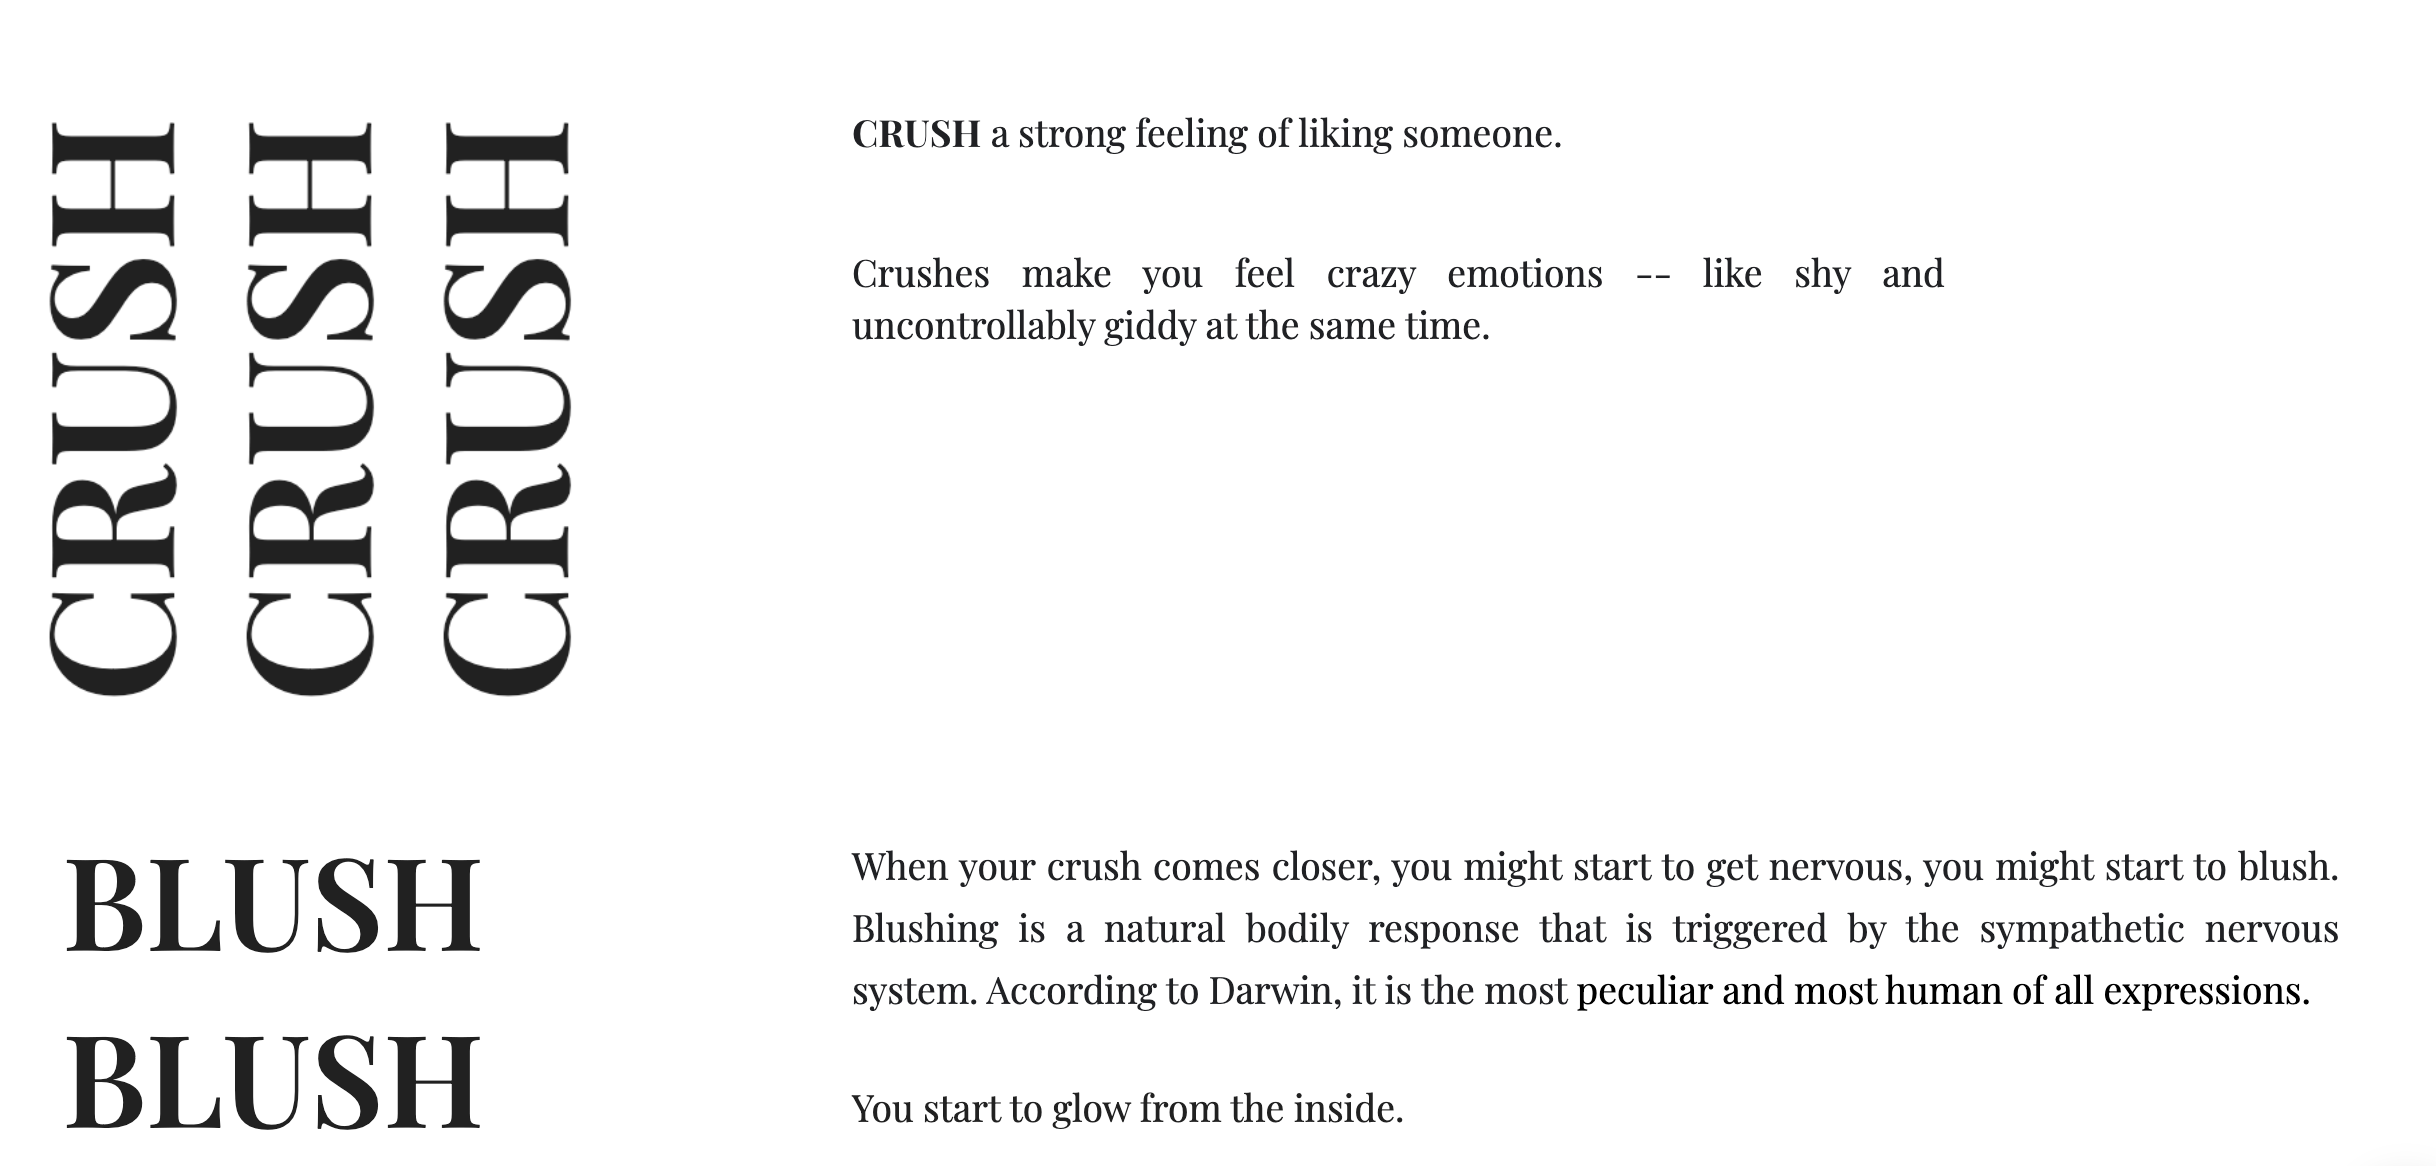 CRUSH
CRUSH
CRUSH
CRUSH a strong feeling of liking someone.
Crushes make you feel crazy emotions -- like shy and
uncontrollably giddy at the same time.
BLUSH
BLUSH
When your crush comes closer, you might start to get nervous, you might start to blush.
Blushing is a natural bodily response that is triggered by the sympathetic nervous
system. According to Darwin, it is the most peculiar and most human of all expressions.
You start to glow from the inside.